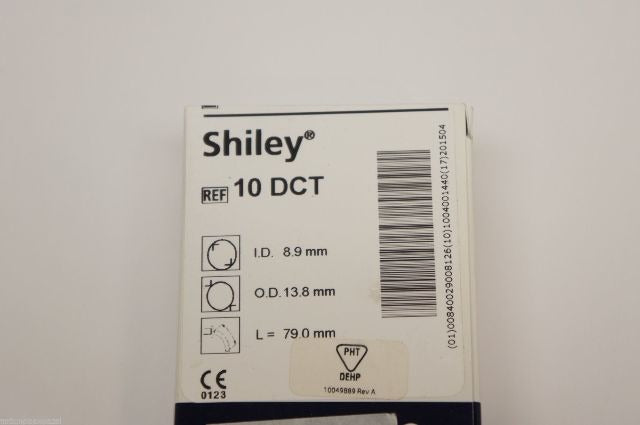 Shiley®
REF 10 DCT
I.D. 8.9 mm
O.D. 13.8 mm
L = 79.0 mm
PHT
DEHP
10049889 Rev A
CE
0123
(01)00840029008126(10)1004001440(17)201504